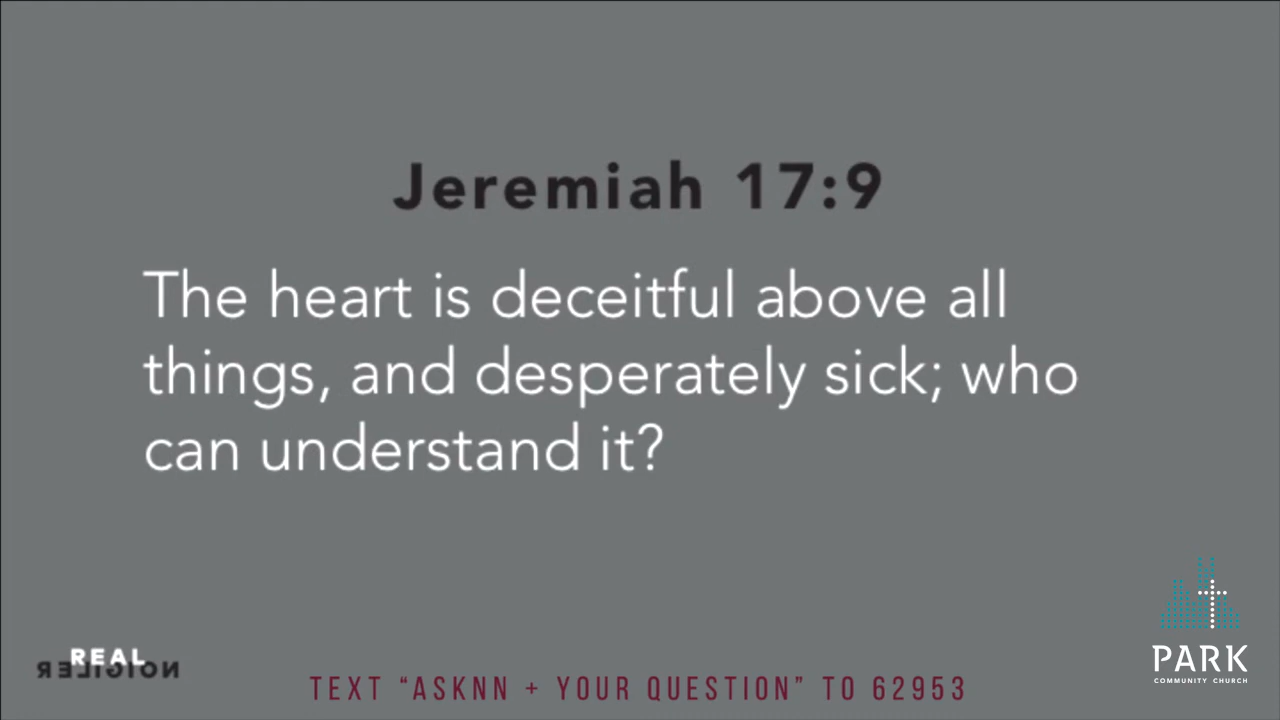 Jeremiah 17:9
The heart is deceitful above all
things, and desperately sick; who
can understand it?
REAL
RELIGION
TEXT “ASKNN + YOUR QUESTION” TO 62953
PARK
COMMUNITY CHURCH